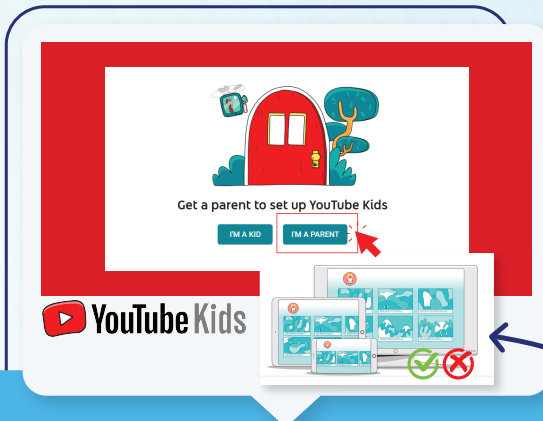 Get a parent to set up YouTube Kids
I'M A KID I'M A PARENT
YouTube Kids